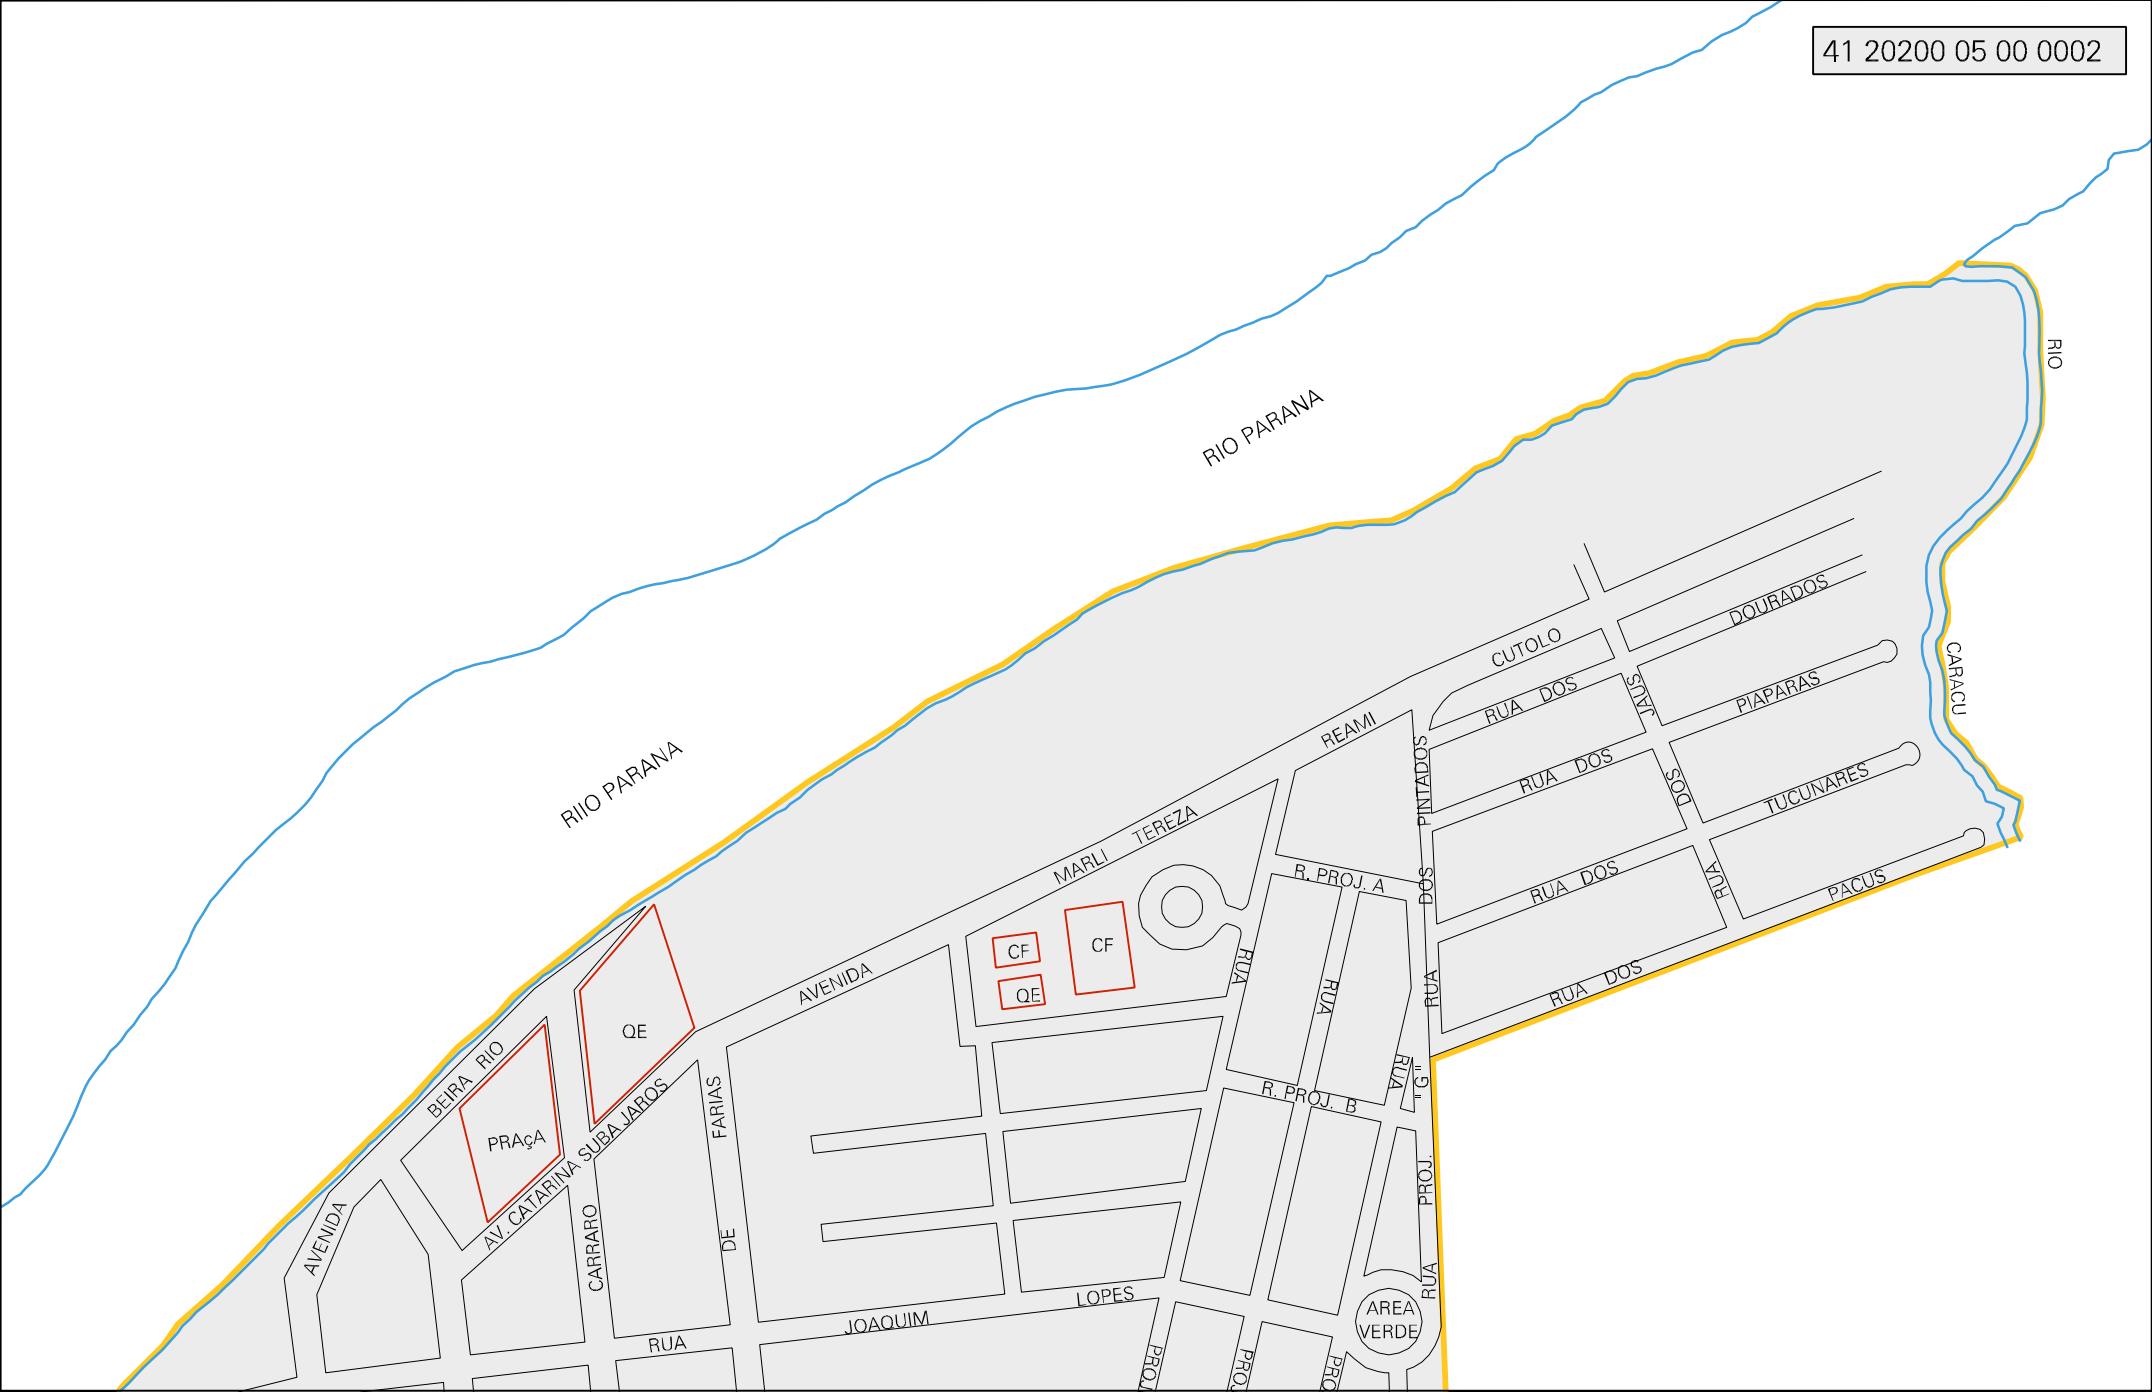 41 20200 05 00 0002
RIO
RIO PARANA
DOURADOS
CUTOLO
CARACU
RUA DOS
JAUS
PIAPARAS
REAMI
RIIO PARANA
PINTADOS
RUA DOS
DOS
TUCUNARES
MARLI TEREZA
R. PROJ. A
DOS
RUA DOS
RUA
PACUS
CF
CF
QE
AVENIDA
RUA
RUA
RUA
RUA DOS
QE
BEIRA RIO
RUA
"G"
R. PROJ. B
FARIAS
PRAçA
AV. CATARINA SUBA JAROS
PROJ.
AVENIDA
CARRARO
DE
RUA
LOPES
AREA
VERDE
JOAQUIM
RUA
PROJ.
PROJ
PRO